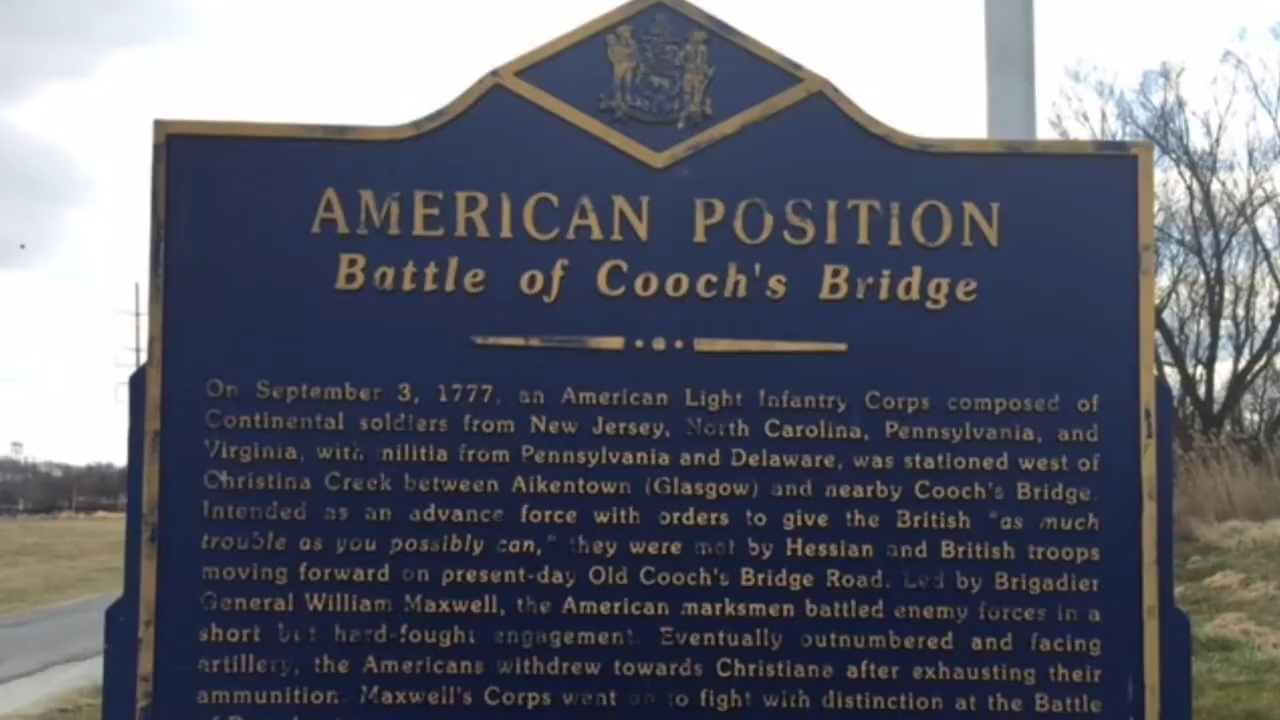 AMERICAN POSITION
Battle of Cooch's Bridge
On September 3, 1777, an American Light Infantry Corps composed of
Continental soldiers from New Jersey, North Carolina, Pennsylvania, and
Virginia, with militia from Pennsylvania and Delaware, was stationed west of
Christina Creek between Aikentown (Glasgow) and nearby Cooch's Bridge.
Intended as an advance force with orders to give the British "as much
trouble as you possibly can," they were met by Hessian and British troops
moving forward on present-day Old Cooch's Bridge Road. Led by Brigadier
General William Maxwell, the American marksmen battled enemy forces in a
short but hard-fought engagement. Eventually outnumbered and facing
artillery, the Americans withdrew towards Christiana after exhausting their
ammunition. Maxwell's Corps went on to fight with distinction at the Battle